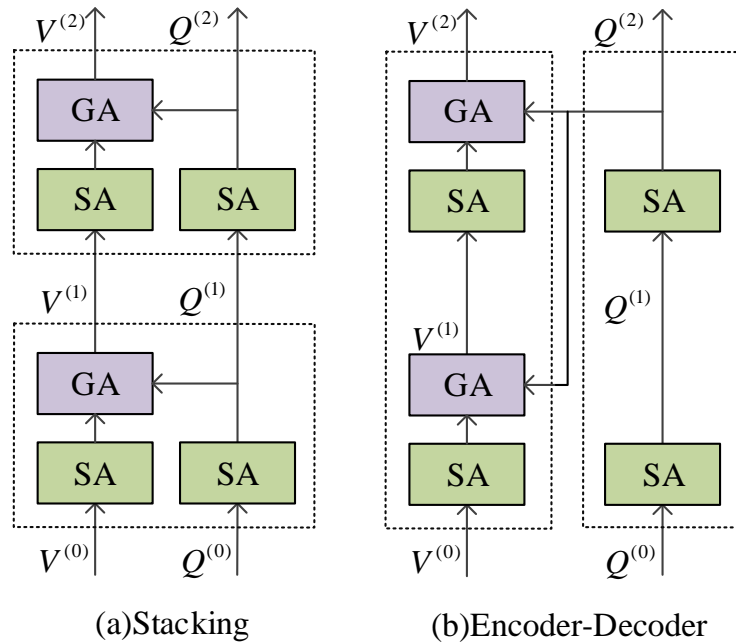 V^(2) Q^(2)
GA
SA SA
V^(1) Q^(1)
GA
SA SA
V^(0) Q^(0)
(a)Stacking
V^(2) Q^(2)
GA
SA SA
Q^(1)
V^(1)
GA
SA SA
V^(0) Q^(0)
(b)Encoder-Decoder